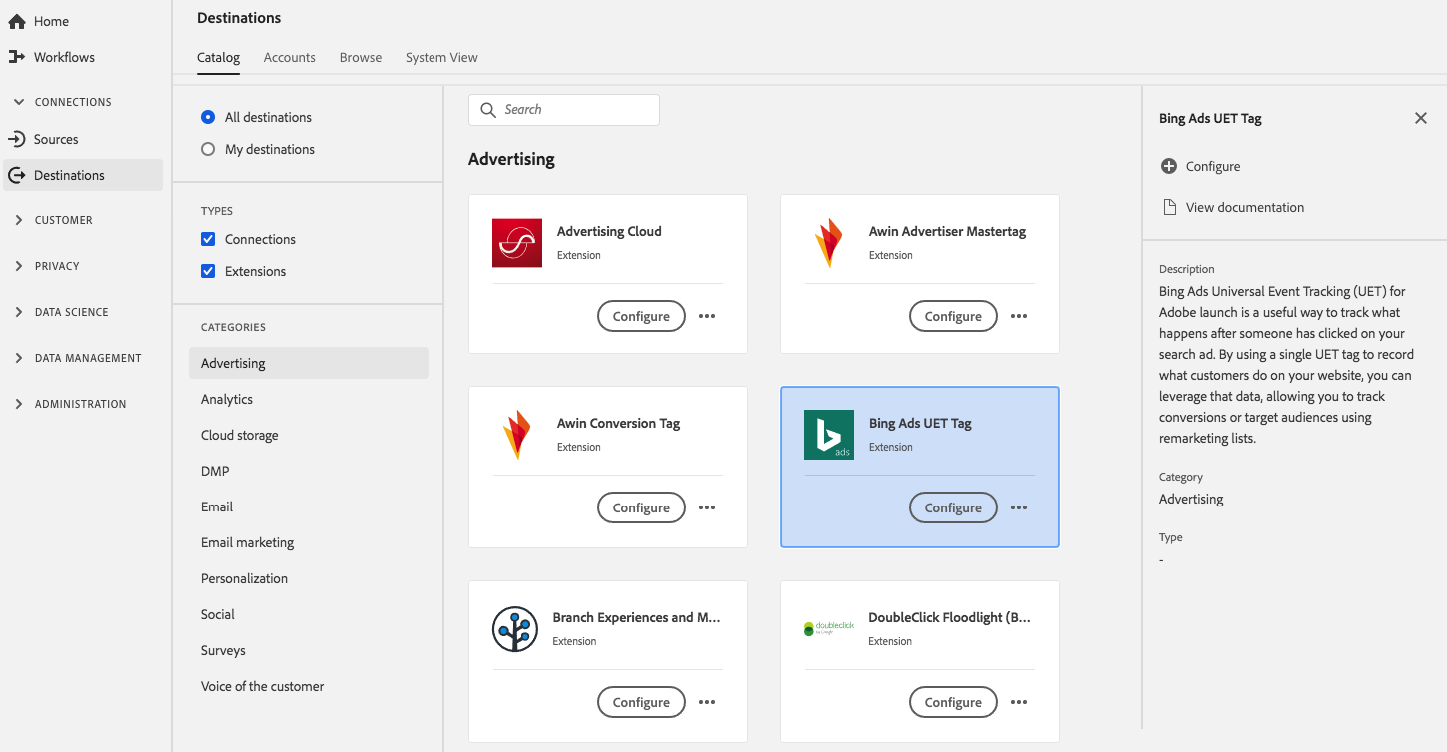 Home
Workflows
CONNECTIONS
Sources
Destinations
CUSTOMER
PRIVACY
DATA SCIENCE
DATA MANAGEMENT
ADMINISTRATION
Destinations
Catalog Accounts Browse System View
All destinations
My destinations
TYPES
Connections
Extensions
CATEGORIES
Advertising
Analytics
Cloud storage
DMP
Email
Email marketing
Personalization
Social
Surveys
Voice of the customer
Search
Advertising
Advertising Cloud
Extension
Configure
Awin Advertiser Mastertag
Extension
Configure
Awin Conversion Tag
Extension
Configure
ads
Bing Ads UET Tag
Extension
Configure
Branch Experiences and M...
Extension
Configure
doubleclick
by Google
DoubleClick Floodlight (B...
Extension
Configure
Bing Ads UET Tag
Configure
View documentation
Description
Bing Ads Universal Event Tracking (UET) for
Adobe launch is a useful way to track what
happens after someone has clicked on your
search ad. By using a single UET tag to record
what customers do on your website, you can
leverage that data, allowing you to track
conversions or target audiences using
remarketing lists.
Category
Advertising
Type
-